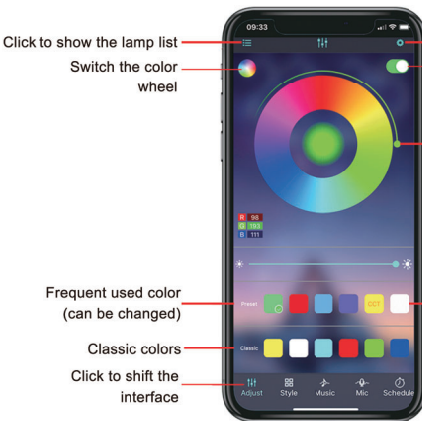 09:33
Click to show the lamp list
Switch the color
wheel
R 98
G 193
B 111
Frequent used color
(can be changed)
Preset
CCT
Classic colors
Classic
Click to shift the
interface
Adjust Style Music Mic Schedule